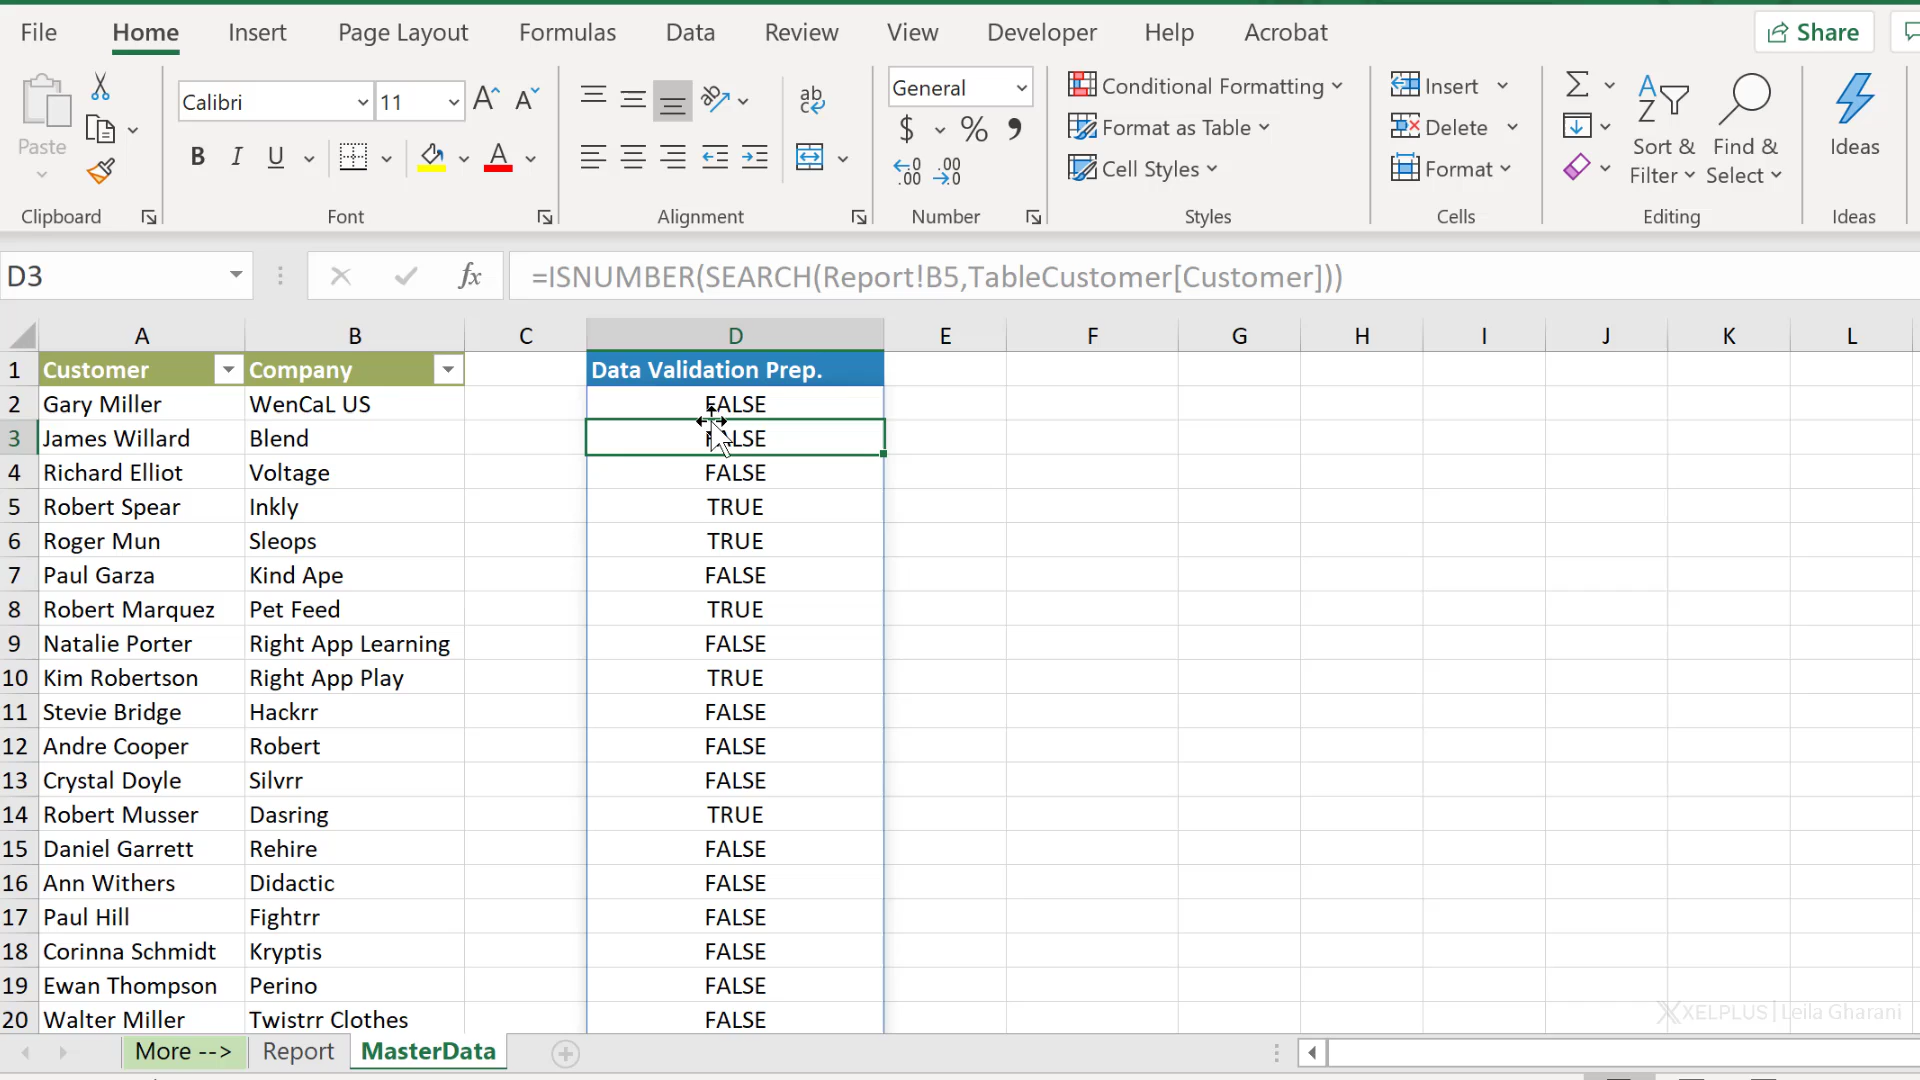 File Home Insert Page Layout Formulas Data Review View Developer Help Acrobat Share
Calibri 11 General Conditional Formatting Insert
Paste Format as Table Delete Sort & Find & Ideas
B I U Cell Styles Format Filter Select
Clipboard Font Alignment Number Styles Cells Editing Ideas
D3 fx =ISNUMBER(SEARCH(Report!B5,TableCustomer[Customer]))
A B C D E F G H I J K L
1 Customer Company Data Validation Prep.
2 Gary Miller WenCaL US FALSE
3 James Willard Blend FALSE
4 Richard Elliot Voltage FALSE
5 Robert Spear Inkly TRUE
6 Roger Mun Sleops TRUE
7 Paul Garza Kind Ape FALSE
8 Robert Marquez Pet Feed TRUE
9 Natalie Porter Right App Learning FALSE
10 Kim Robertson Right App Play TRUE
11 Stevie Bridge Hackrr FALSE
12 Andre Cooper Robert FALSE
13 Crystal Doyle Silvrr FALSE
14 Robert Musser Dasring TRUE
15 Daniel Garrett Rehire FALSE
16 Ann Withers Didactic FALSE
17 Paul Hill Fightrr FALSE
18 Corinna Schmidt Kryptis FALSE
19 Ewan Thompson Perino FALSE
20 Walter Miller Twistrr Clothes FALSE
XELPLUS | Leila Gharani
More --> Report MasterData